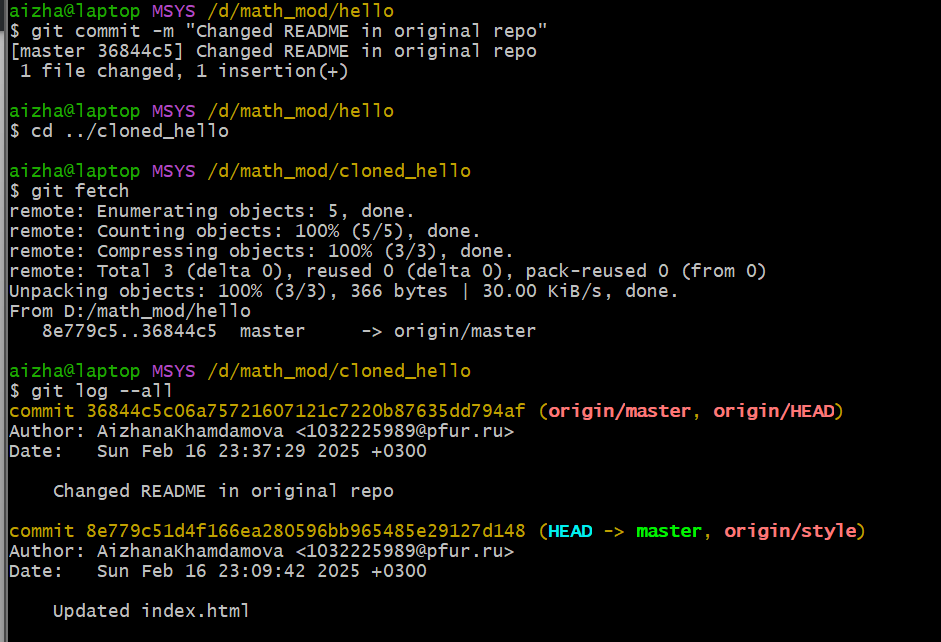 aizha@laptop MSYS /d/math_mod/hello
$ git commit -m "Changed README in original repo"
[master 36844c5] Changed README in original repo
 1 file changed, 1 insertion(+)
aizha@laptop MSYS /d/math_mod/hello
$ cd ../cloned_hello
aizha@laptop MSYS /d/math_mod/cloned_hello
$ git fetch
remote: Enumerating objects: 5, done.
remote: Counting objects: 100% (5/5), done.
remote: Compressing objects: 100% (3/3), done.
remote: Total 3 (delta 0), reused 0 (delta 0), pack-reused 0 (from 0)
Unpacking objects: 100% (3/3), 366 bytes | 30.00 KiB/s, done.
From D:/math_mod/hello
   8e779c5..36844c5  master     -> origin/master
aizha@laptop MSYS /d/math_mod/cloned_hello
$ git log --all
commit 36844c5c06a75721607121c7220b87635dd794af (origin/master, origin/HEAD)
Author: AizhanaKhamdamova <1032225989@pfur.ru>
Date:   Sun Feb 16 23:37:29 2025 +0300
    Changed README in original repo
commit 8e779c51d4f166ea280596bb965485e29127d148 (HEAD -> master, origin/style)
Author: AizhanaKhamdamova <1032225989@pfur.ru>
Date:   Sun Feb 16 23:09:42 2025 +0300
    Updated index.html